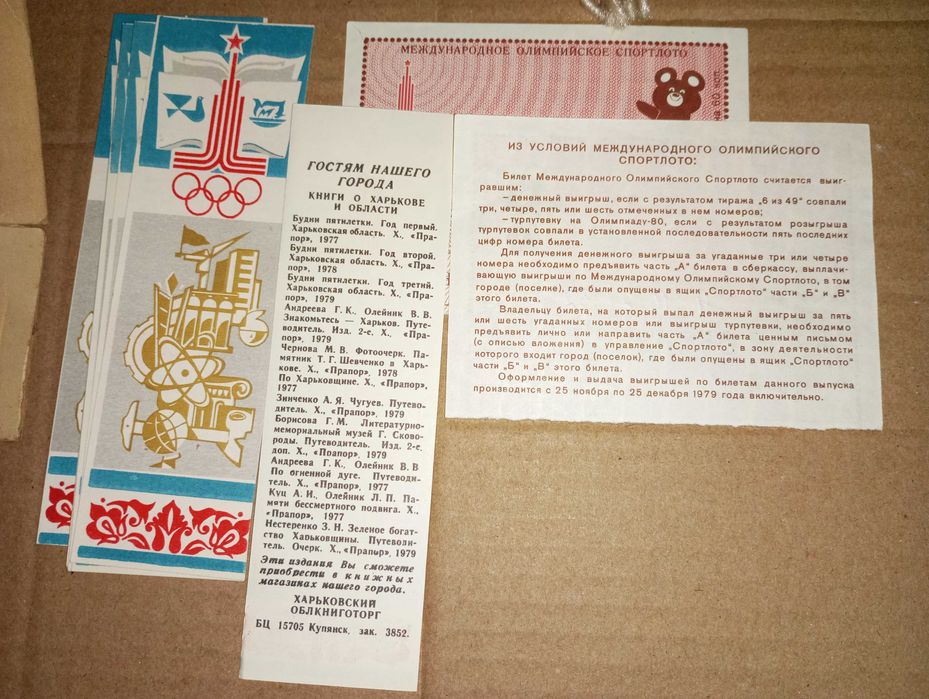 МЕЖДУНАРОДНОЕ ОЛИМПИЙСКОЕ СПОРТЛОТО
60 коп.
ГОСТЯМ НАШЕГО
ГОРОДА
КНИГИ О ХАРЬКОВЕ
И ОБЛАСТИ
Будни пятилетки. Год первый.
Харьковская область. Х., «Пра-
пор», 1977
Будни пятилетки. Год второй.
Харьковская область. Х., «Пра-
пор», 1978
Будни пятилетки. Год третий.
Харьковская область. Х., «Пра-
пор», 1979
Андреева Г. К., Олейник В. В.
Знакомьтесь — Харьков. Путе-
водитель. Изд. 2-е. Х., «Пра-
пор», 1979
Чернова М. В. Фотоочерк. Па-
мятник Т. Г. Шевченко в Харь-
кове. Х., «Прапор», 1978
По Харьковщине. Х., «Прапор»,
1977
Зинченко А. Я. Чугуев. Путево-
дитель. Х., «Прапор», 1979
Борисова Г. М. Литературно-
мемориальный музей Г. Сково-
роды. Путеводитель. Изд. 2-е,
доп. Х., «Прапор», 1979
Андреева Г. К., Олейник В. В
По огненной дуге. Путеводи-
тель. Х., «Прапор», 1977
Куц А. И., Олейник Л. П. Па-
мяти бессмертного подвига. Х.,
«Прапор», 1977
Нестеренко З. Н. Зеленое богат-
ство Харьковщины. Путеводи-
тель. Очерк. Х., «Прапор», 1979
Эти издания Вы сможете
приобрести в книжных
магазинах нашего города.
ХАРЬКОВСКИЙ
ОБЛКНИГОТОРГ
БЦ 15705 Купянск, зак. 3852.
ИЗ УСЛОВИЙ МЕЖДУНАРОДНОГО ОЛИМПИЙСКОГО
СПОРТЛОТО:
Билет Международного Олимпийского Спортлото считается выиг-
равшим:
—денежный выигрыш, если с результатом тиража „6 из 49" совпали
три, четыре, пять или шесть отмеченных в нем номеров;
—турпутевку на Олимпиаду-80, если с результатом розыгрыша
турпутевок совпали в установленной последовательности пять последних
цифр номера билета.
Для получения денежного выигрыша за угаданные три или четыре
номера необходимо предъявить часть „А" билета в сберкассу, выплачи-
вающую выигрыши по Международному Олимпийскому Спортлото, в том
городе (поселке), где были опущены в ящик „Спортлото" части „Б" и „В"
этого билета.
Владельцу билета, на который выпал денежный выигрыш за пять
или шесть угаданных номеров или выигрыш турпутевки, необходимо
предъявить лично или направить часть „А" билета ценным письмом
(с описью вложения) в управление „Спортлото", в зону деятельности
которого входит город (поселок), где были опущены в ящик „Спортлото"
части „Б" и „В" этого билета.
Оформление и выдача выигрышей по билетам данного выпуска
производится с 25 ноября по 25 декабря 1979 года включительно.